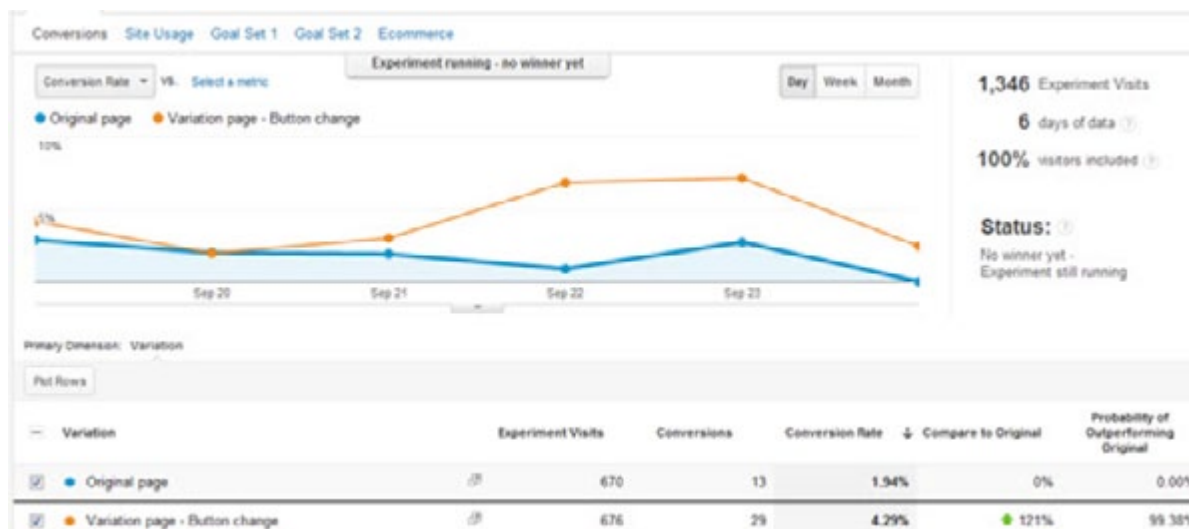 Conversions Site Usage Goal Set 1 Goal Set 2 Ecommerce
Experiment running - no winner yet
Conversion Rate VS. Select a metric
Day Week Month
Original page Variation page - Button change
10%
5%
Sep 20 Sep 21 Sep 22 Sep 23
1,346 Experiment Visits
6 days of data ?
100% visitors included ?
Status: ?
No winner yet -
Experiment still running
Primary Dimension: Variation
Plot Rows
Variation Experiment Visits Conversions Conversion Rate Compare to Original Probability of Outperforming Original
Original page 670 13 1.94% 0% 0.00%
Variation page - Button change 676 29 4.29% 121% 99.38%